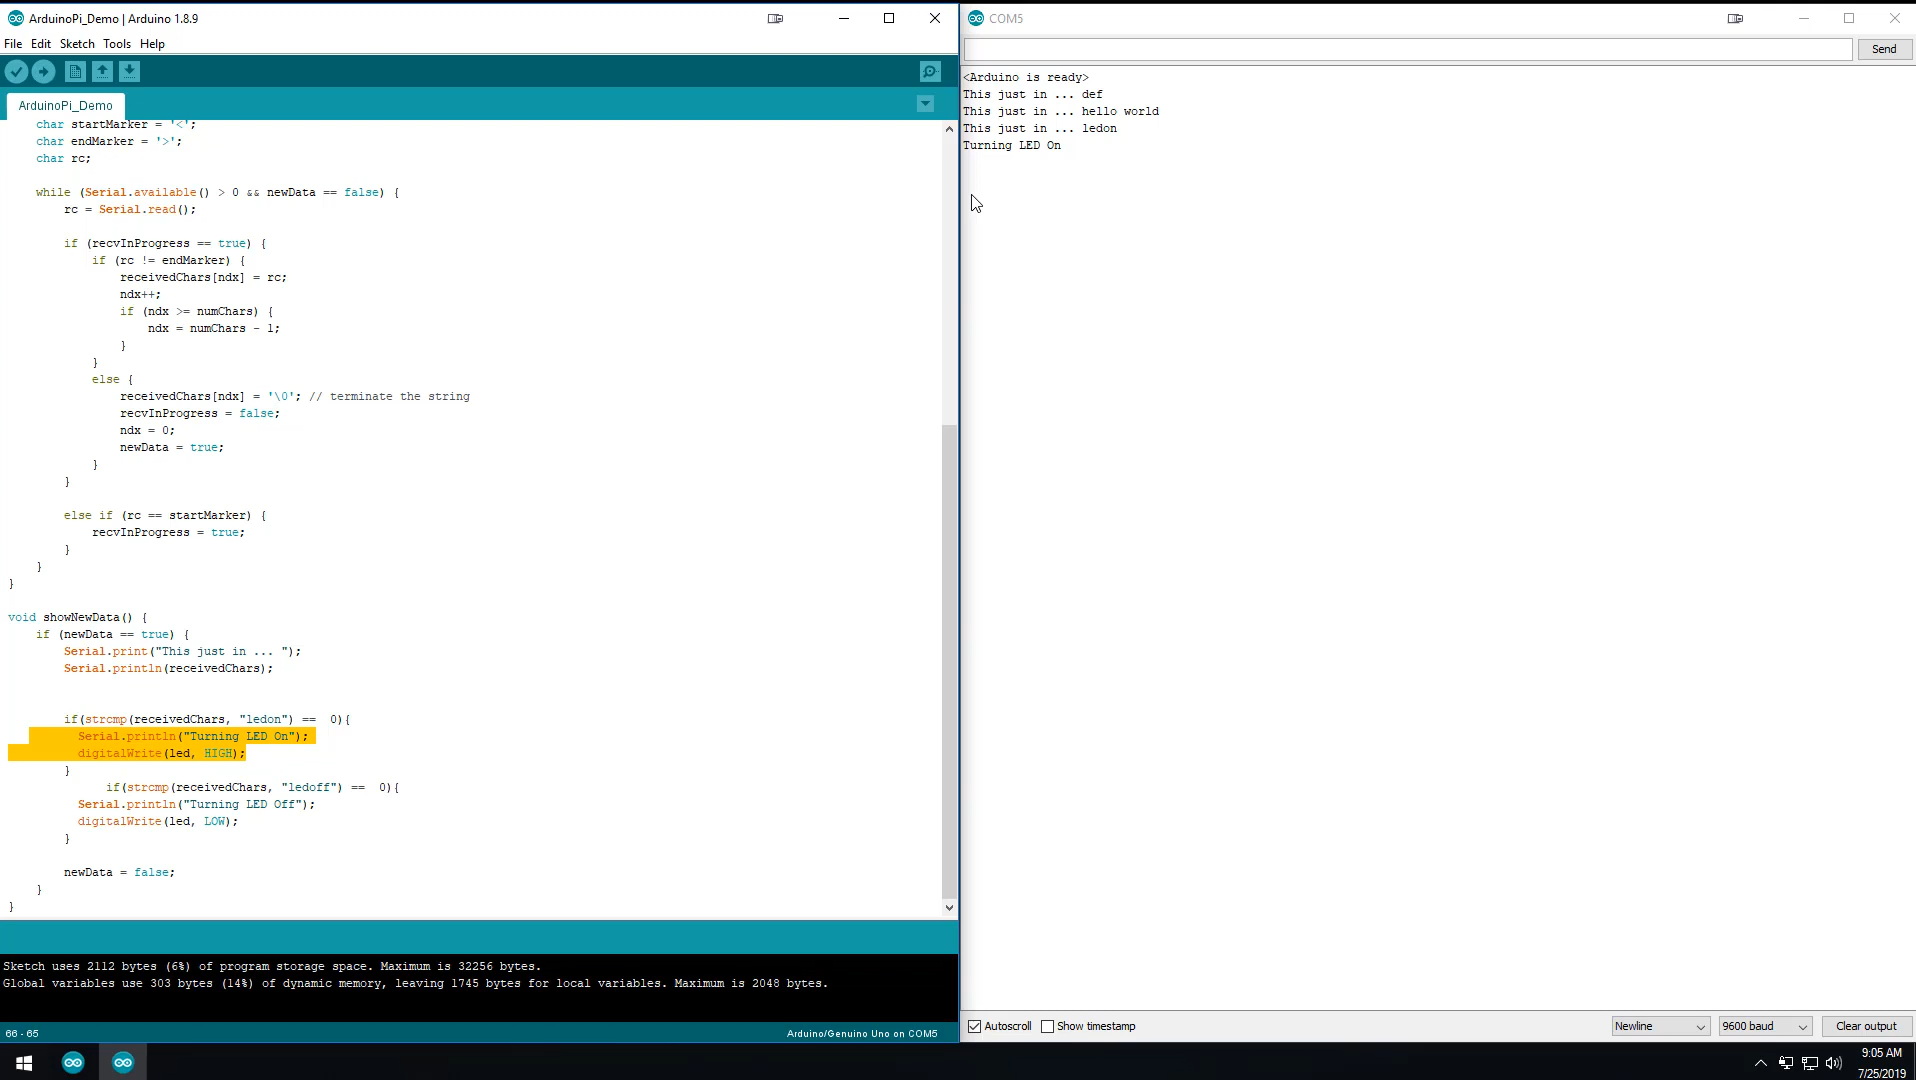 ArduinoPi_Demo | Arduino 1.8.9
File Edit Sketch Tools Help
ArduinoPi_Demo
char startMarker = '<';
char endMarker = '>';
char rc;
while (Serial.available() > 0 && newData == false) {
rc = Serial.read();
if (recvInProgress == true) {
if (rc != endMarker) {
receivedChars[ndx] = rc;
ndx++;
if (ndx >= numChars) {
ndx = numChars - 1;
}
}
else {
receivedChars[ndx] = '\0'; // terminate the string
recvInProgress = false;
ndx = 0;
newData = true;
}
}
else if (rc == startMarker) {
recvInProgress = true;
}
}
}
void showNewData() {
if (newData == true) {
Serial.print("This just in ... ");
Serial.println(receivedChars);
if(strcmp(receivedChars, "ledon") ==  0){
Serial.println("Turning LED On");
digitalWrite(led, HIGH);
}
if(strcmp(receivedChars, "ledoff") ==  0){
Serial.println("Turning LED Off");
digitalWrite(led, LOW);
}
newData = false;
}
}
Sketch uses 2112 bytes (6%) of program storage space. Maximum is 32256 bytes.
Global variables use 303 bytes (14%) of dynamic memory, leaving 1745 bytes for local variables. Maximum is 2048 bytes.
66 - 65
Arduino/Genuino Uno on COM5
COM5
Send
<Arduino is ready>
This just in ... def
This just in ... hello world
This just in ... ledon
Turning LED On
Autoscroll Show timestamp
Newline 9600 baud Clear output
9:05 AM
7/25/2019